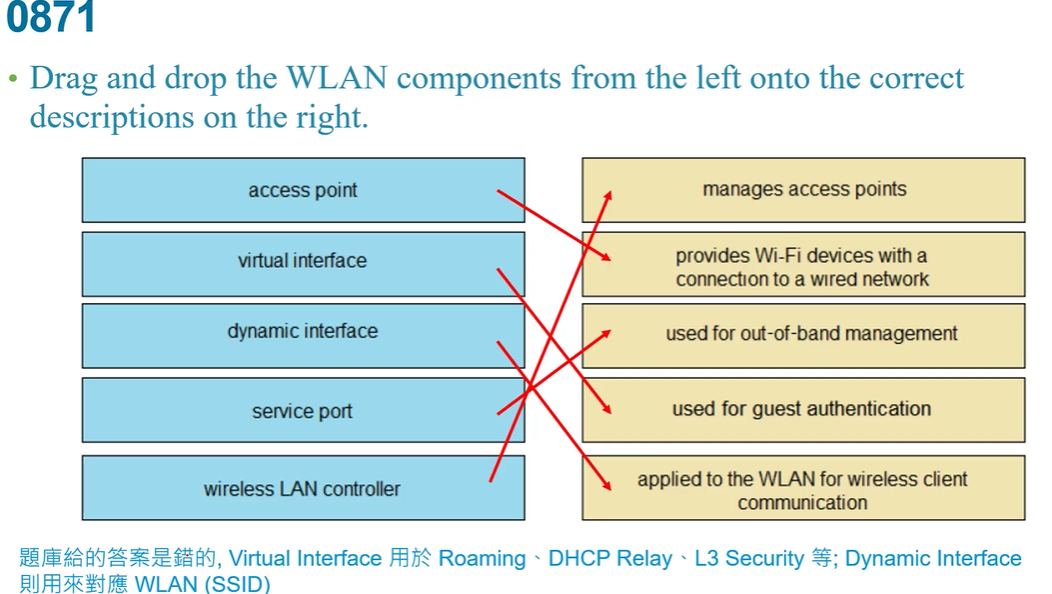 0871
• Drag and drop the WLAN components from the left onto the correct
descriptions on the right.
access point
manages access points
virtual interface
provides Wi-Fi devices with a
connection to a wired network
dynamic interface
used for out-of-band management
service port
used for guest authentication
wireless LAN controller
applied to the WLAN for wireless client
communication
題庫給的答案是錯的, Virtual Interface 用於 Roaming、DHCP Relay、L3 Security 等; Dynamic Interface
則用來對應 WLAN (SSID)